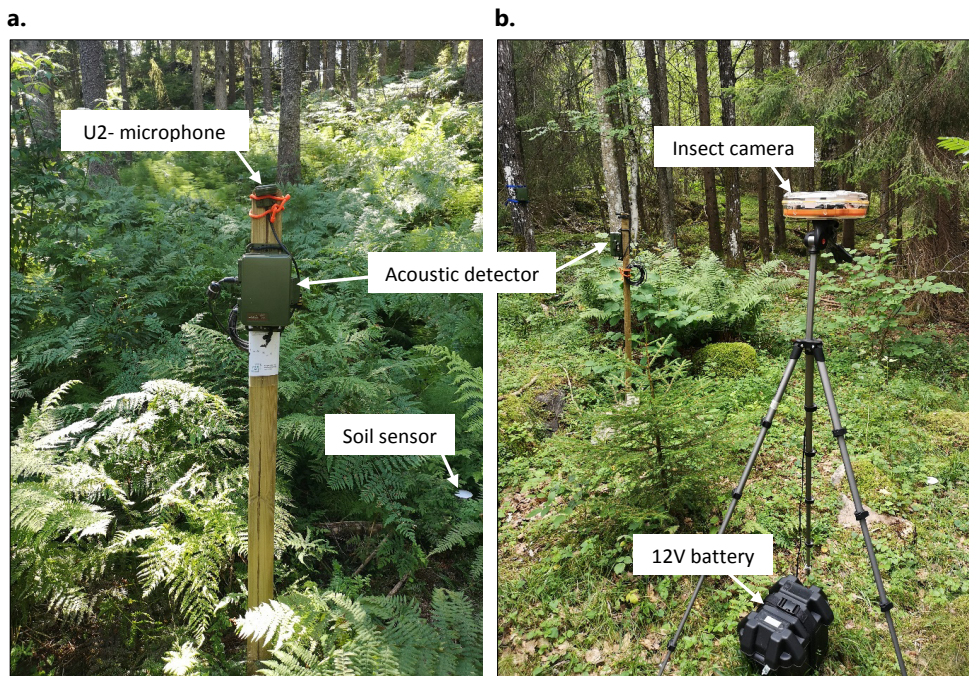 a.
b.
U2- microphone
Insect camera
Acoustic detector
Soil sensor
12V battery